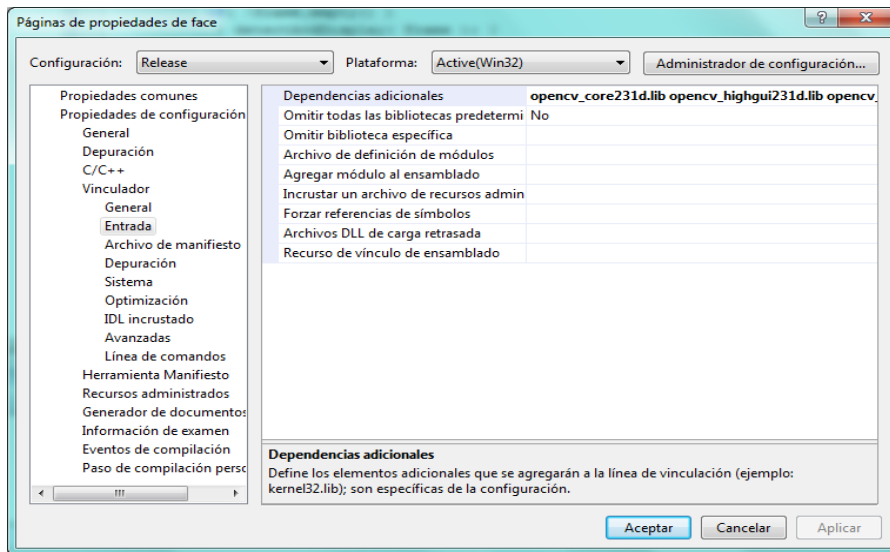 Páginas de propiedades de face
Configuración: Release Plataforma: Active(Win32) Administrador de configuración...
Propiedades comunes
Propiedades de configuración
General
Depuración
C/C++
Vinculador
General
Entrada
Archivo de manifiesto
Depuración
Sistema
Optimización
IDL incrustado
Avanzadas
Línea de comandos
Herramienta Manifiesto
Recursos administrados
Generador de documentos
Información de examen
Eventos de compilación
Paso de compilación perso
Dependencias adicionales opencv_core231d.lib opencv_highgui231d.lib opencv_
Omitir todas las bibliotecas predetermi No
Omitir biblioteca específica
Archivo de definición de módulos
Agregar módulo al ensamblado
Incrustar un archivo de recursos admin
Forzar referencias de símbolos
Archivos DLL de carga retrasada
Recurso de vínculo de ensamblado
Dependencias adicionales
Define los elementos adicionales que se agregarán a la línea de vinculación (ejemplo:
kernel32.lib); son específicas de la configuración.
Aceptar Cancelar Aplicar